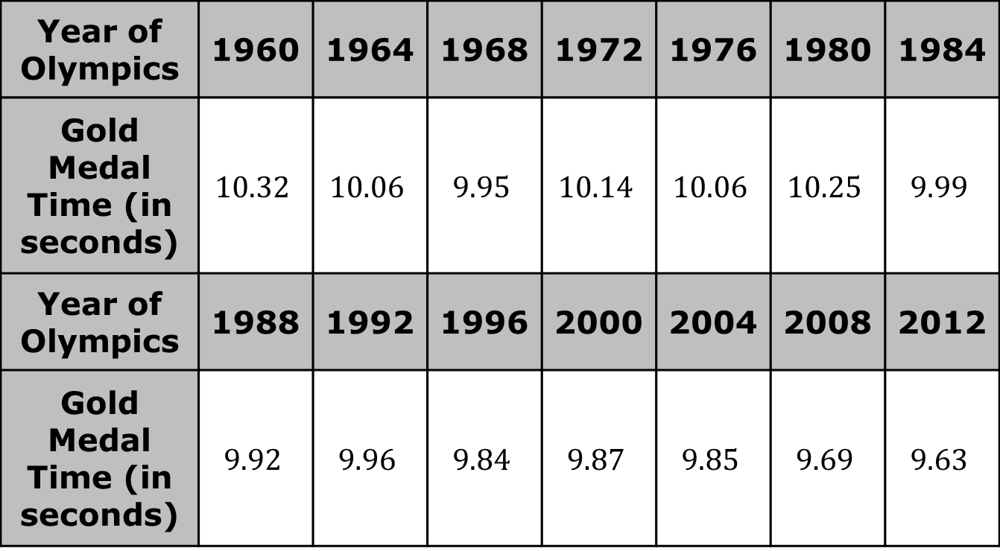 Year of
Olympics
1960 1964 1968 1972 1976 1980 1984
Gold
Medal
Time (in
seconds)
10.32 10.06 9.95 10.14 10.06 10.25 9.99
Year of
Olympics
1988 1992 1996 2000 2004 2008 2012
Gold
Medal
Time (in
seconds)
9.92 9.96 9.84 9.87 9.85 9.69 9.63